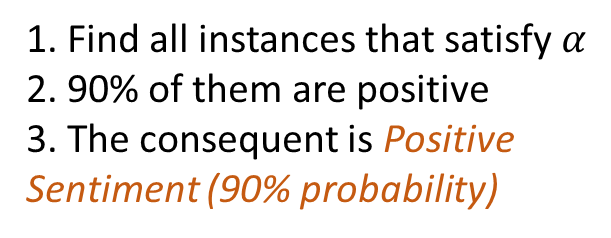 1. Find all instances that satisfy α
2. 90% of them are positive
3. The consequent is Positive
Sentiment (90% probability)